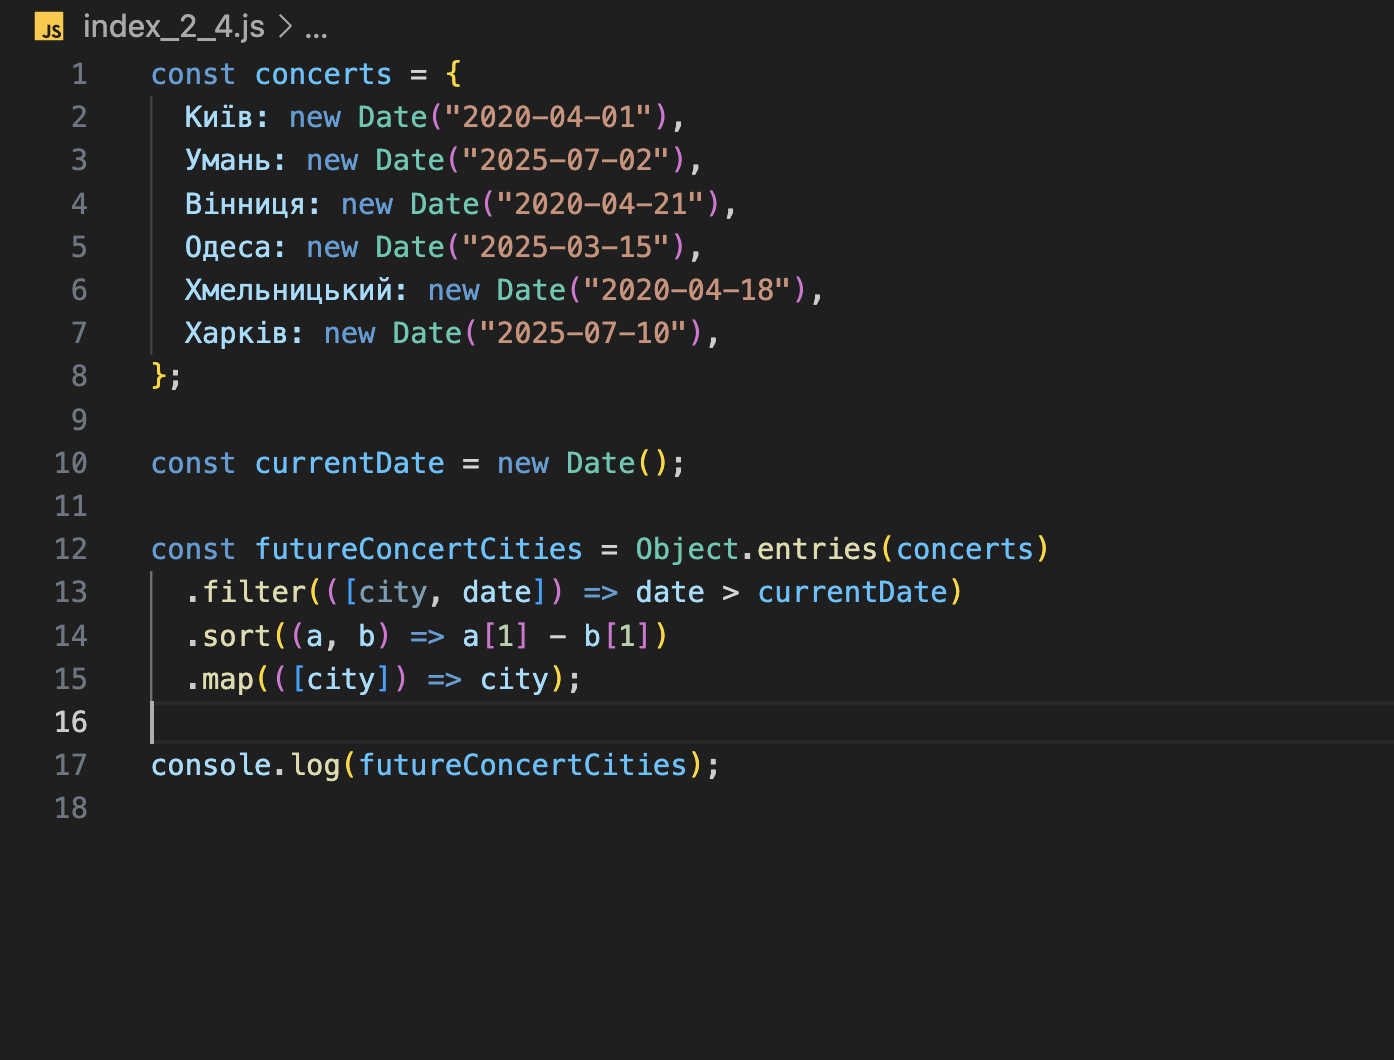 JS index_2_4.js > ...
1 const concerts = {
2 Київ: new Date("2020-04-01"),
3 Умань: new Date("2025-07-02"),
4 Вінниця: new Date("2020-04-21"),
5 Одеса: new Date("2025-03-15"),
6 Хмельницький: new Date("2020-04-18"),
7 Харків: new Date("2025-07-10"),
8 };
9
10 const currentDate = new Date();
11
12 const futureConcertCities = Object.entries(concerts)
13 .filter(([city, date]) => date > currentDate)
14 .sort((a, b) => a[1] - b[1])
15 .map(([city]) => city);
16
17 console.log(futureConcertCities);
18